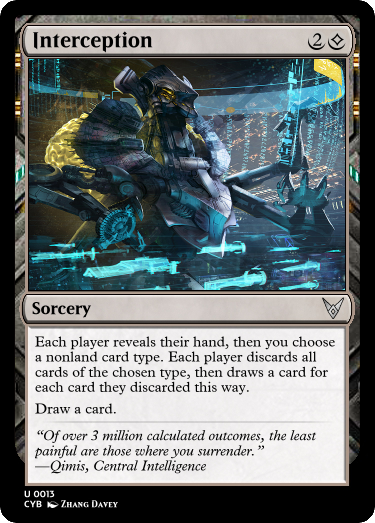 Interception 2
Sorcery
Each player reveals their hand, then you choose
a nonland card type. Each player discards all
cards of the chosen type, then draws a card for
each card they discarded this way.
Draw a card.
“Of over 3 million calculated outcomes, the least
painful are those where you surrender.”
—Qimis, Central Intelligence
U 0013
CYB Zhang Davey